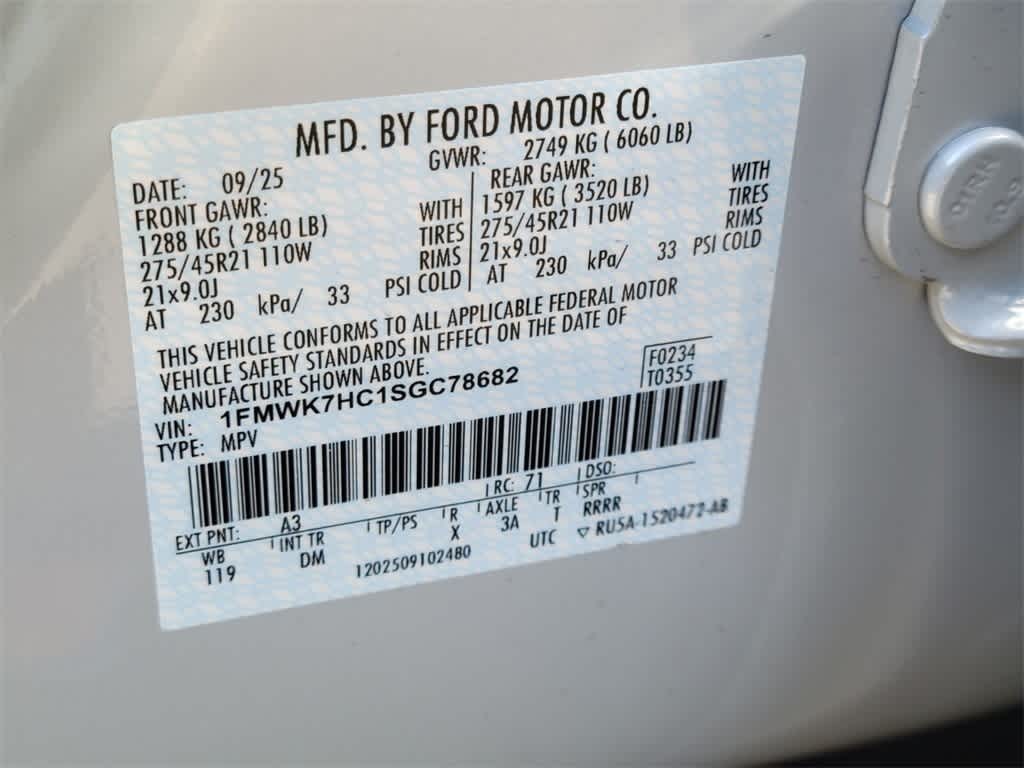 MFD. BY FORD MOTOR CO.
DATE: 09/25 GVWR: 2749 KG ( 6060 LB)
FRONT GAWR: REAR GAWR:
1288 KG ( 2840 LB) WITH 1597 KG ( 3520 LB) WITH
275/45R21 110W TIRES 275/45R21 110W TIRES
21x9.0J RIMS 21x9.0J RIMS
AT 230 kPa/ 33 PSI COLD AT 230 kPa/ 33 PSI COLD
THIS VEHICLE CONFORMS TO ALL APPLICABLE FEDERAL MOTOR
VEHICLE SAFETY STANDARDS IN EFFECT ON THE DATE OF
MANUFACTURE SHOWN ABOVE.
F0234
T0355
VIN: 1FMWK7HC1SGC78682
TYPE: MPV
EXT PNT: A3 RC: 71 DSO:
WB INT TR TP/PS R AXLE TR SPR
119 DM X 3A T RRRR
1202509102480 UTC ▽ RU5A-1520472-AB